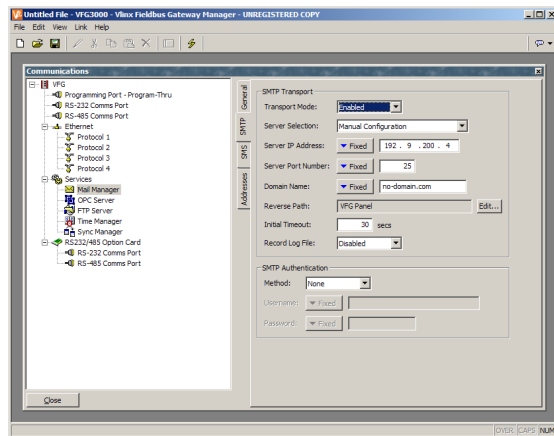 Untitled File - VFG3000 - Vlinx Fieldbus Gateway Manager - UNREGISTERED COPY
File Edit View Link Help
Communications
VFG
Programming Port - Program-Thru
RS-232 Comms Port
RS-485 Comms Port
Ethernet
Protocol 1
Protocol 2
Protocol 3
Protocol 4
Services
Mail Manager
OPC Server
FTP Server
Time Manager
Sync Manager
RS232/485 Option Card
RS-232 Comms Port
RS-485 Comms Port
Close
General
SMTP
SMS
Addresses
SMTP Transport
Transport Mode: Enabled
Server Selection: Manual Configuration
Server IP Address: Fixed 192 . 9 . 200 . 4
Server Port Number: Fixed 25
Domain Name: Fixed no-domain.com
Reverse Path: VFG Panel Edit...
Initial Timeout: 30 secs
Record Log File: Disabled
SMTP Authentication
Method: None
Username: Fixed
Password: Fixed
OVER CAPS NUM